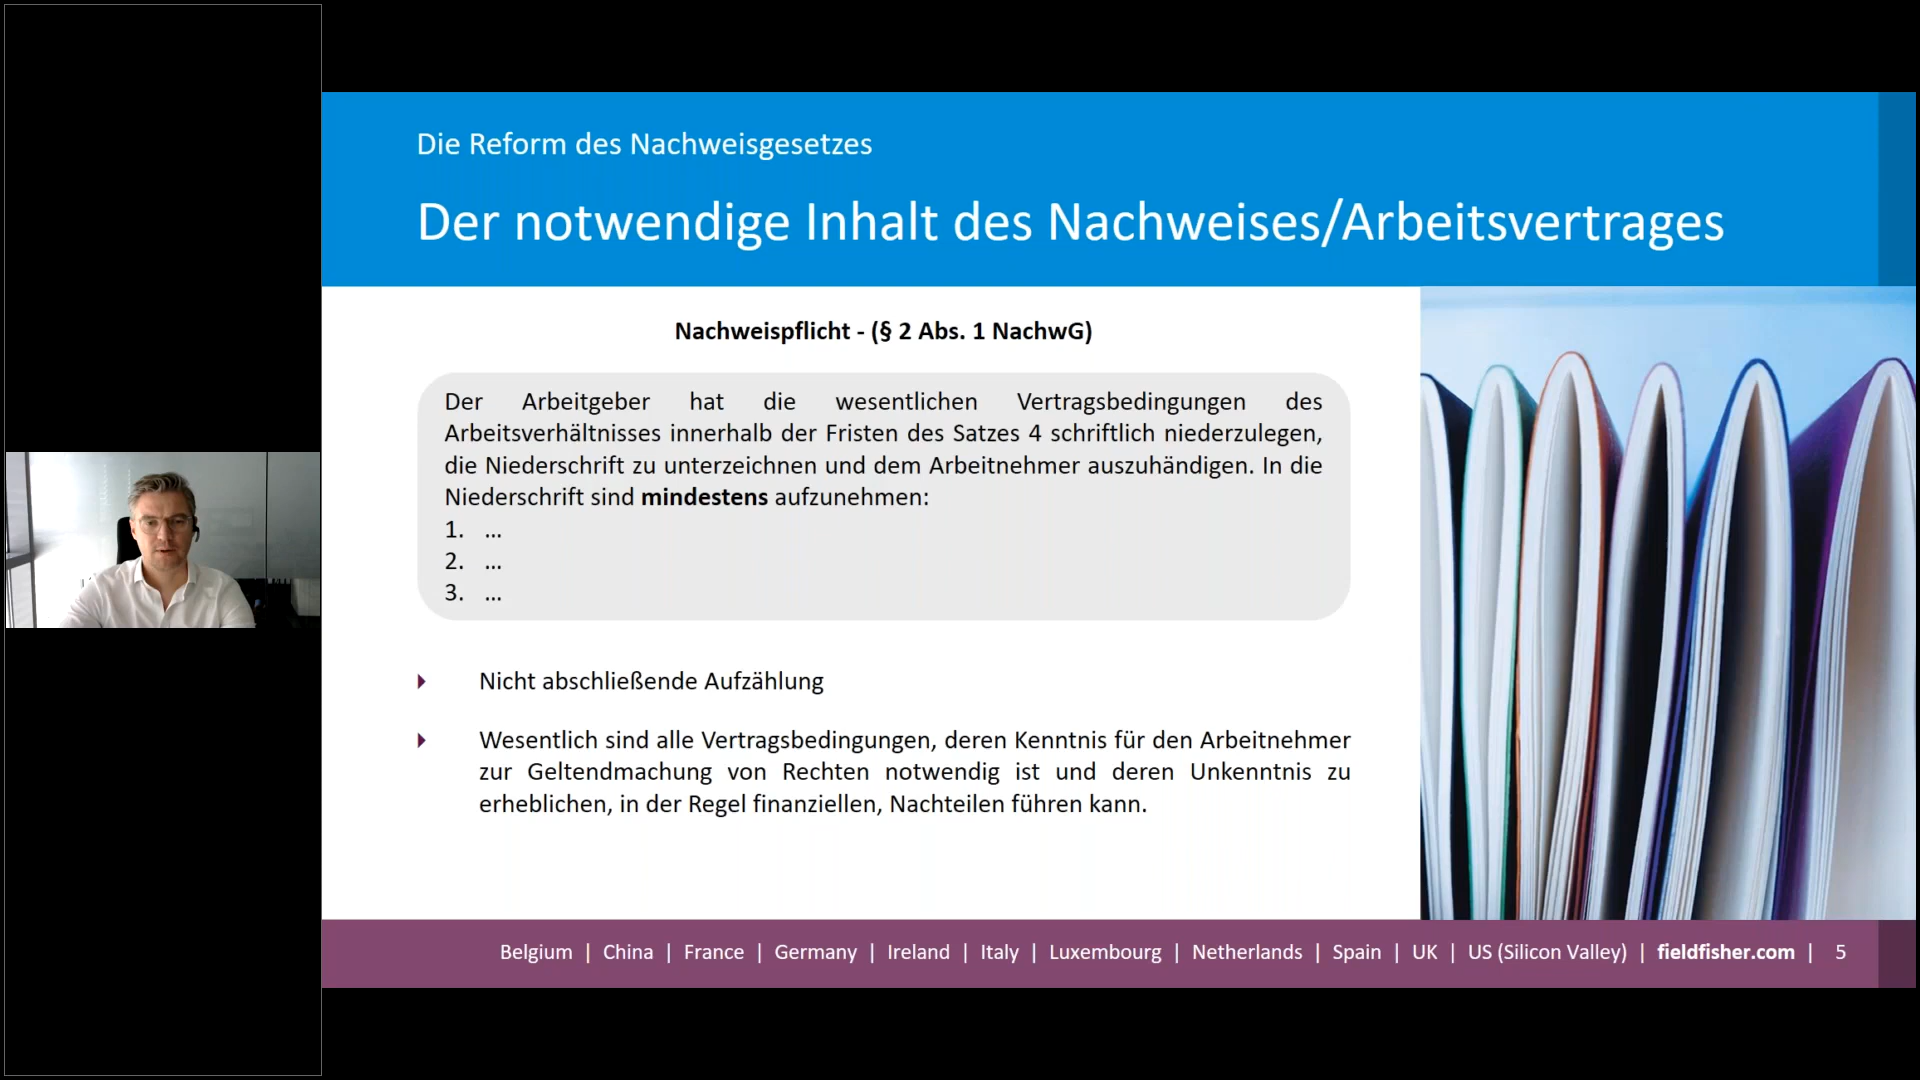 Die Reform des Nachweisgesetzes
Der notwendige Inhalt des Nachweises/Arbeitsvertrages
Nachweispflicht - (§ 2 Abs. 1 NachwG)
Der Arbeitgeber hat die wesentlichen Vertragsbedingungen des
Arbeitsverhältnisses innerhalb der Fristen des Satzes 4 schriftlich niederzulegen,
die Niederschrift zu unterzeichnen und dem Arbeitnehmer auszuhändigen. In die
Niederschrift sind mindestens aufzunehmen:
1. ...
2. ...
3. ...
Nicht abschließende Aufzählung
Wesentlich sind alle Vertragsbedingungen, deren Kenntnis für den Arbeitnehmer
zur Geltendmachung von Rechten notwendig ist und deren Unkenntnis zu
erheblichen, in der Regel finanziellen, Nachteilen führen kann.
Belgium | China | France | Germany | Ireland | Italy | Luxembourg | Netherlands | Spain | UK | US (Silicon Valley) | fieldfisher.com | 5